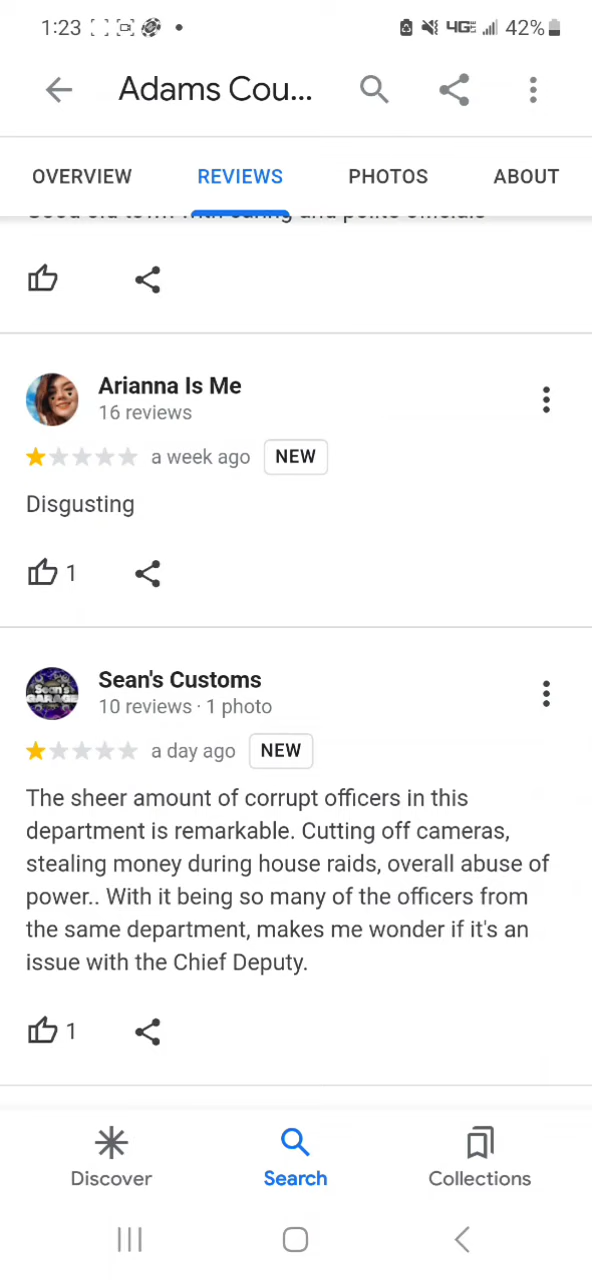 1:23 4GE 42%
Adams Cou...
OVERVIEW REVIEWS PHOTOS ABOUT
Arianna Is Me
16 reviews
a week ago NEW
Disgusting
1
Sean's Customs
10 reviews · 1 photo
a day ago NEW
The sheer amount of corrupt officers in this
department is remarkable. Cutting off cameras,
stealing money during house raids, overall abuse of
power.. With it being so many of the officers from
the same department, makes me wonder if it's an
issue with the Chief Deputy.
1
Discover Search Collections